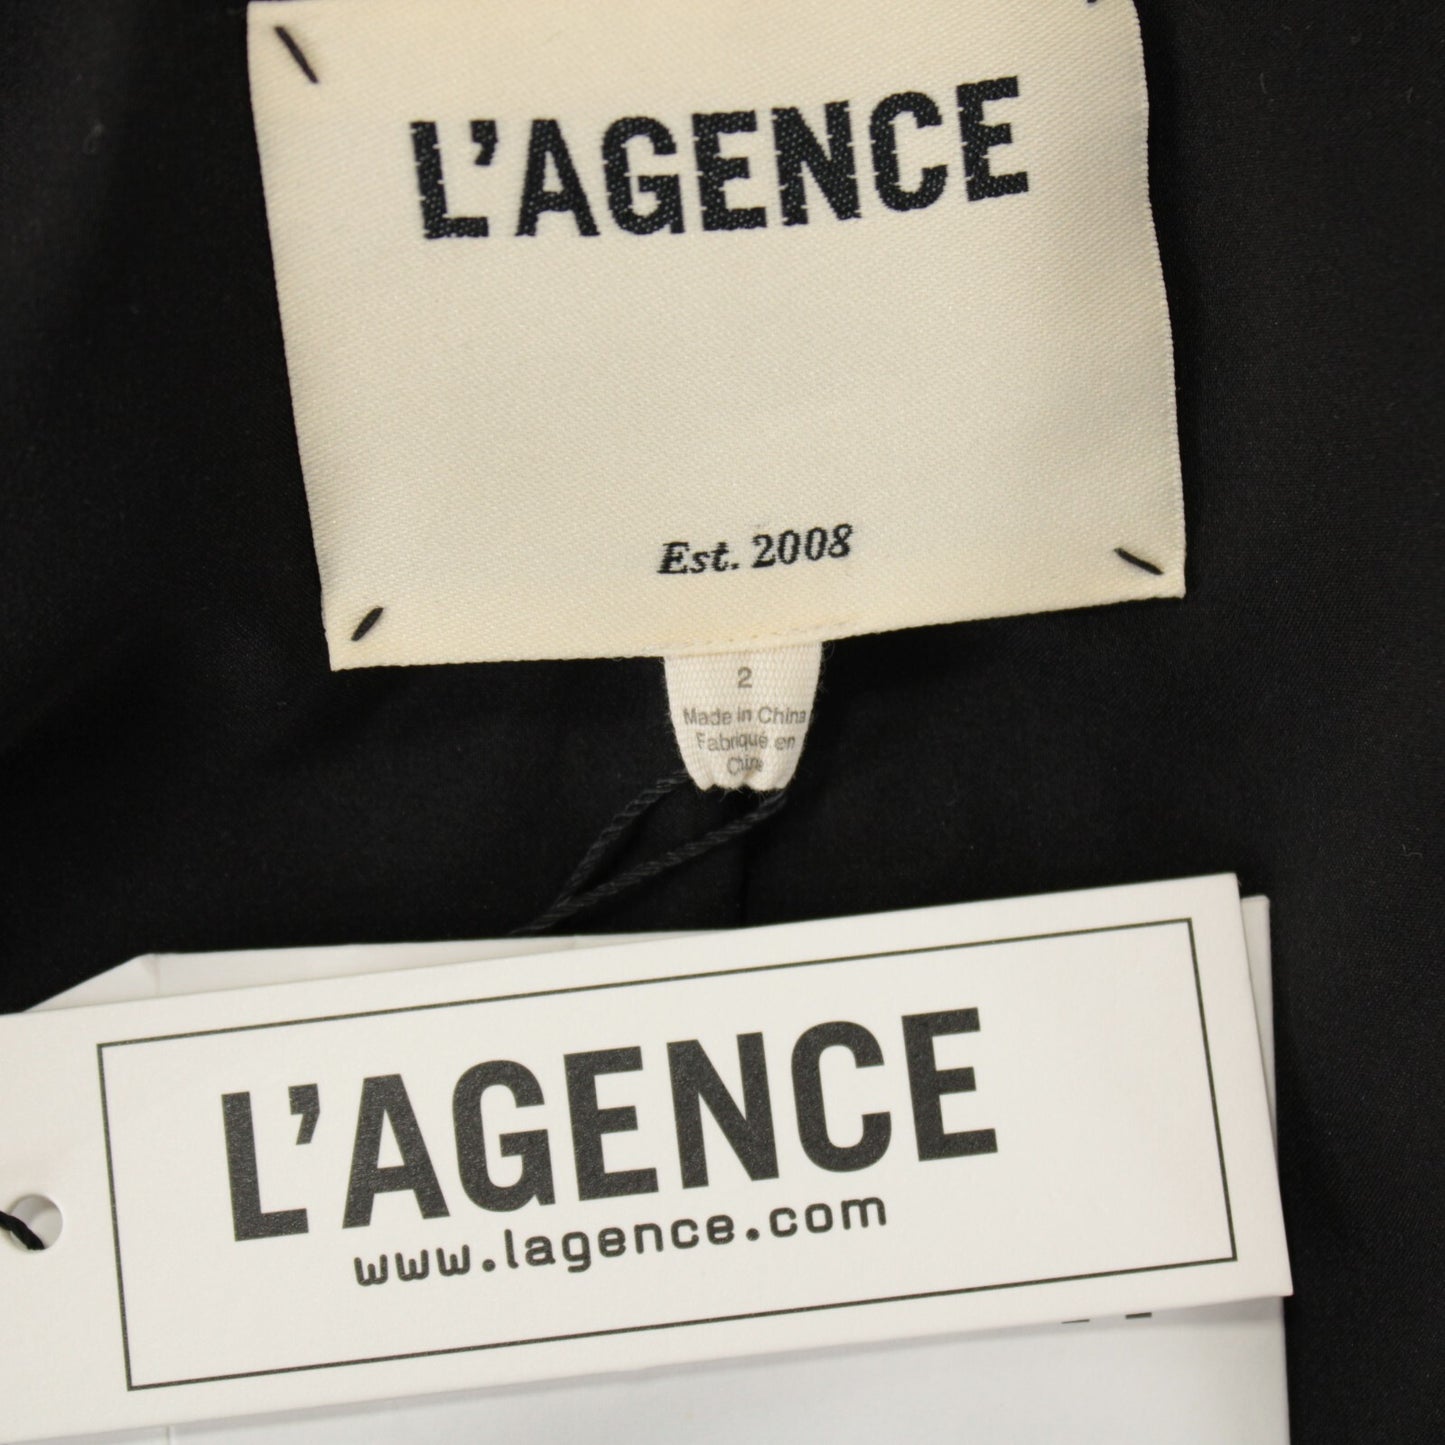 L'AGENCE
Est. 2008
2
Made in China
Fabriqué en
Chine
L'AGENCE
www.lagence.com